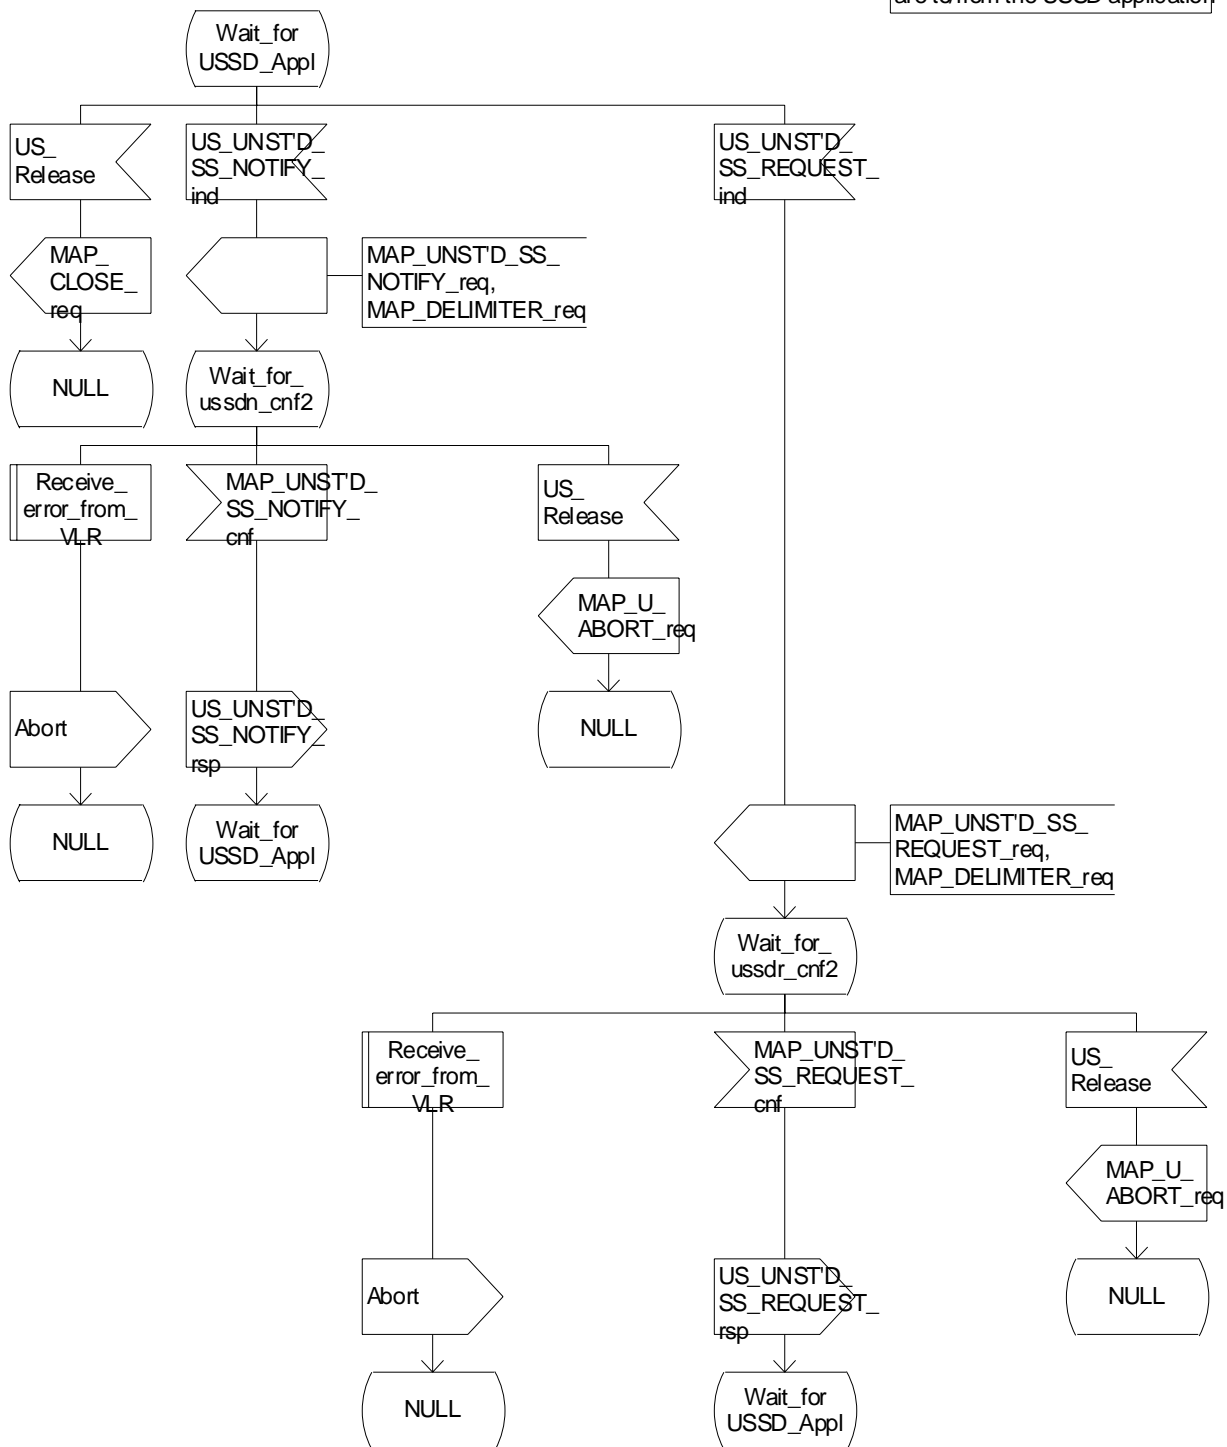 are to/from the USSD application
Wait_for
USSD_Appl
US_
Release
US_UNST'D_
SS_NOTIFY_
ind
US_UNST'D_
SS_REQUEST_
ind
MAP_
CLOSE_
req
MAP_UNST'D_SS_
NOTIFY_req,
MAP_DELIMITER_req
NULL
Wait_for_
ussdn_cnf2
Receive_
error_from_
VLR
MAP_UNST'D_
SS_NOTIFY_
cnf
US_
Release
MAP_U_
ABORT_req
Abort
US_UNST'D_
SS_NOTIFY_
rsp
NULL
NULL
Wait_for
USSD_Appl
MAP_UNST'D_SS_
REQUEST_req,
MAP_DELIMITER_req
Wait_for_
ussdr_cnf2
Receive_
error_from_
VLR
MAP_UNST'D_
SS_REQUEST_
cnf
US_
Release
MAP_U_
ABORT_req
Abort
US_UNST'D_
SS_REQUEST_
rsp
NULL
NULL
Wait_for
USSD_Appl